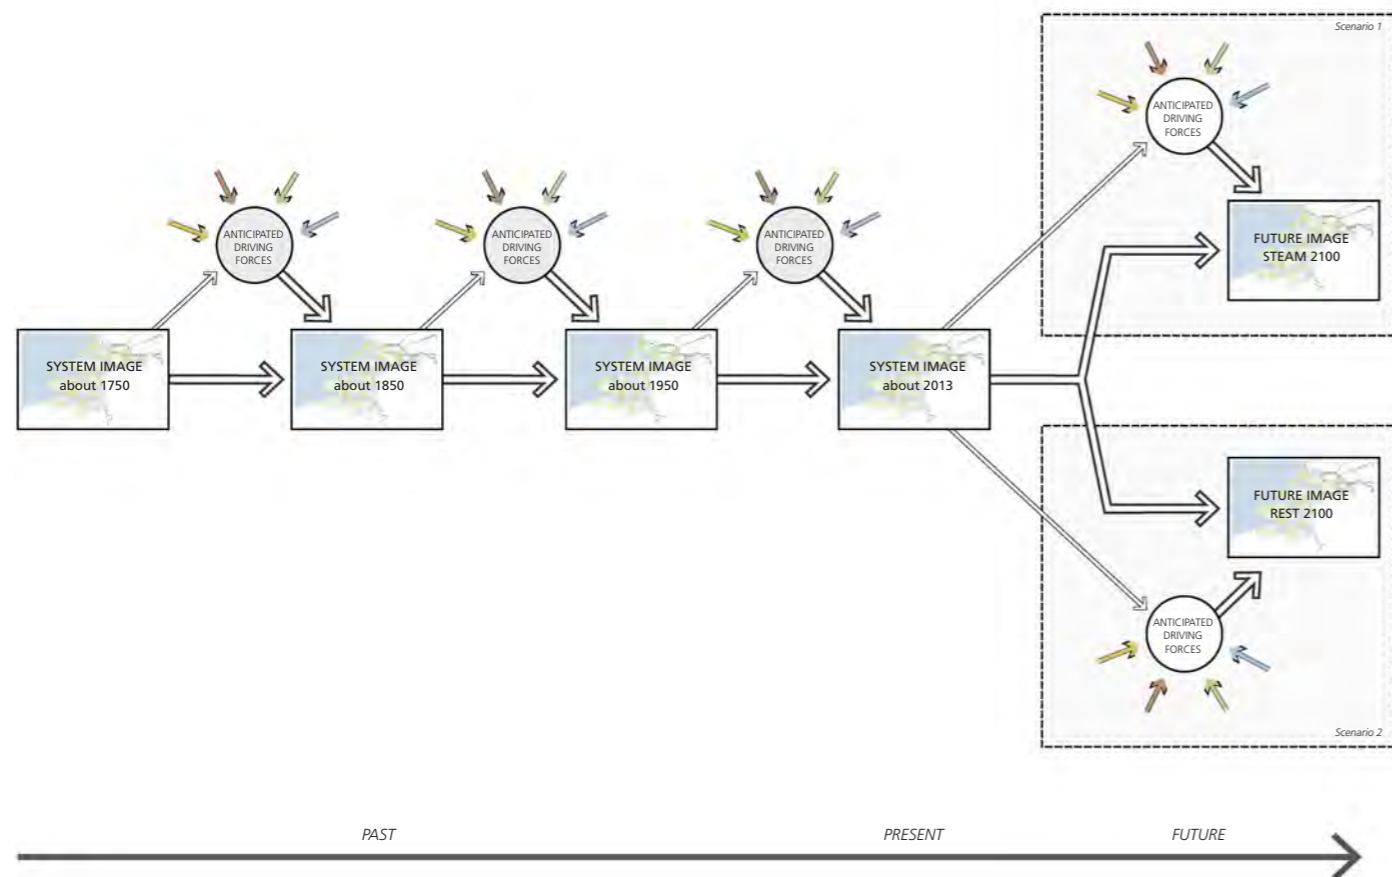 Scenario 1
ANTICIPATED
DRIVING
FORCES
FUTURE IMAGE
STEAM 2100
ANTICIPATED
DRIVING
FORCES
ANTICIPATED
DRIVING
FORCES
ANTICIPATED
DRIVING
FORCES
SYSTEM IMAGE
about 1750
SYSTEM IMAGE
about 1850
SYSTEM IMAGE
about 1950
SYSTEM IMAGE
about 2013
FUTURE IMAGE
REST 2100
ANTICIPATED
DRIVING
FORCES
Scenario 2
PAST
PRESENT
FUTURE